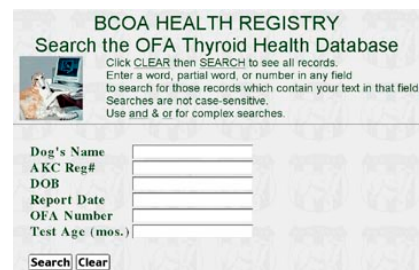 BCOA HEALTH REGISTRY
Search the OFA Thyroid Health Database
Click CLEAR then SEARCH to see all records.
Enter a word, partial word, or number in any field
to search for those records which contain your text in that field
Searches are not case-sensitive.
Use and & or for complex searches.
Dog's Name
AKC Reg#
DOB
Report Date
OFA Number
Test Age (mos.)
Search Clear